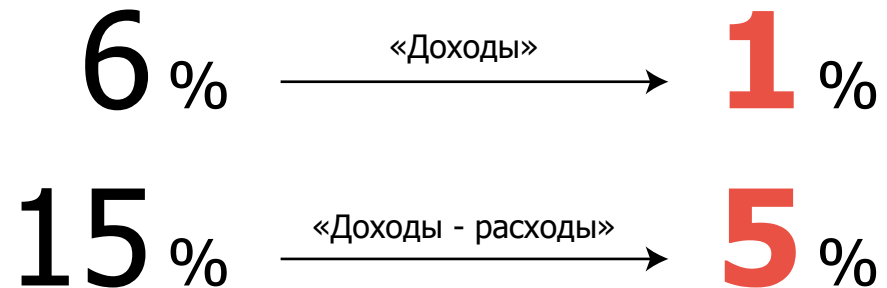 6 % «Доходы» 1 %
15 % «Доходы - расходы» 5 %